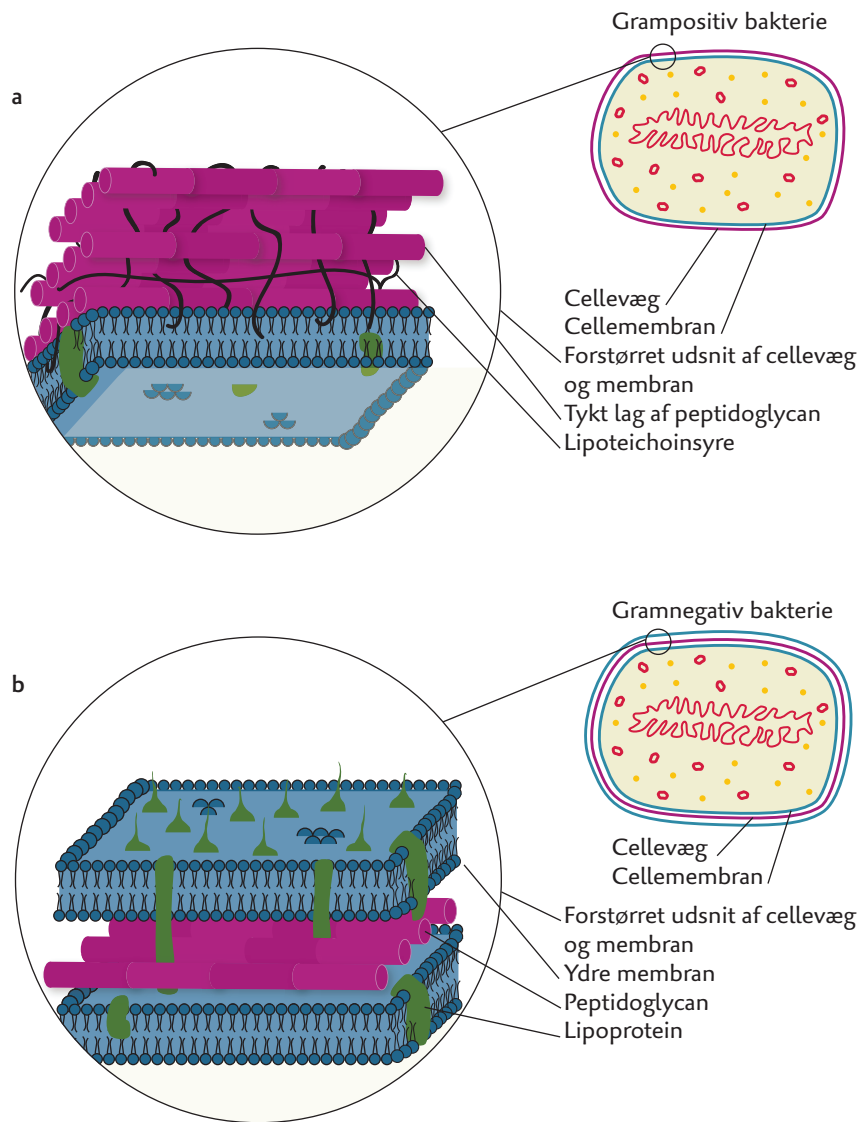 Grampositiv bakterie
a
Cellevæg
Cellemembran
Forstørret udsnit af cellevæg
og membran
Tykt lag af peptidoglycan
Lipoteichoinsyre
Gramnegativ bakterie
b
Cellevæg
Cellemembran
Forstørret udsnit af cellevæg
og membran
Ydre membran
Peptidoglycan
Lipoprotein